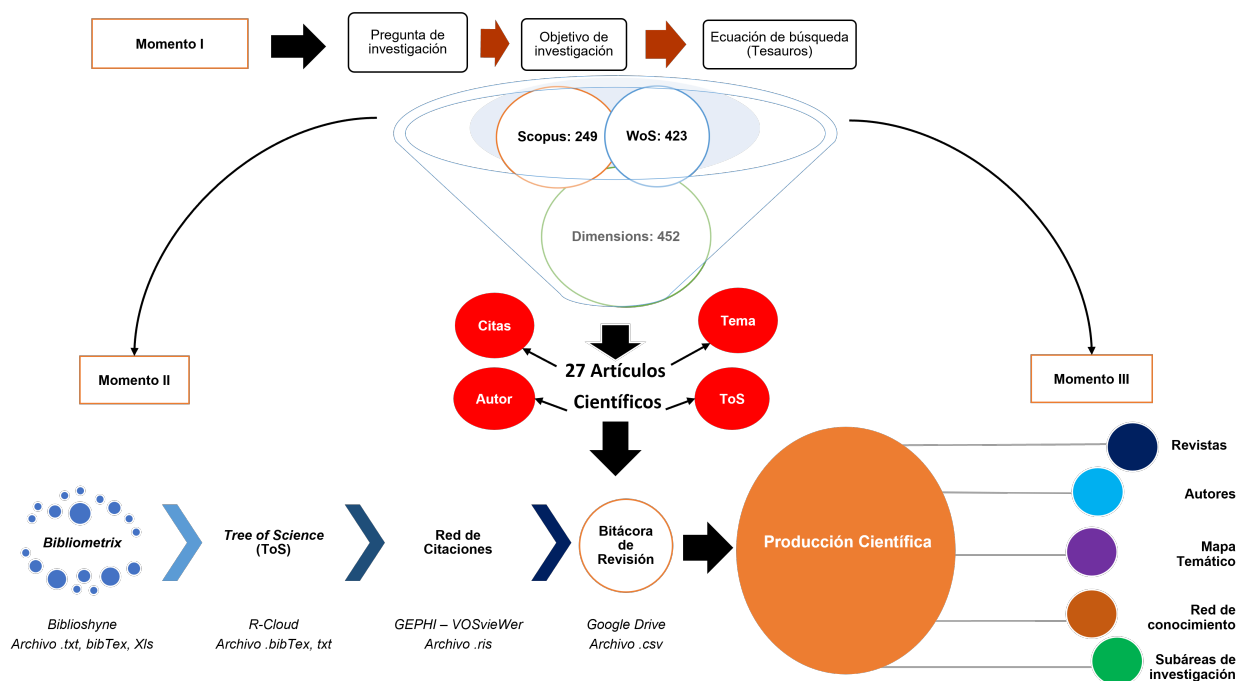 Momento I
Pregunta de
investigación
Objetivo de
investigación
Ecuación de búsqueda
(Tesauros)
Scopus: 249
WoS: 423
Dimensions: 452
Citas
Tema
27 Artículos
Científicos
Autor
ToS
Momento II
Momento III
Bibliometrix
Tree of Science
(ToS)
Red de
Citaciones
Bitácora
de
Revisión
Producción Científica
Revistas
Autores
Mapa
Temático
Red de
conocimiento
Subáreas de
investigación
Biblioshyne
Archivo .txt, bibTex, Xls
R-Cloud
Archivo .bibTex, txt
GEPHI – VOSvieWer
Archivo .ris
Google Drive
Archivo .csv